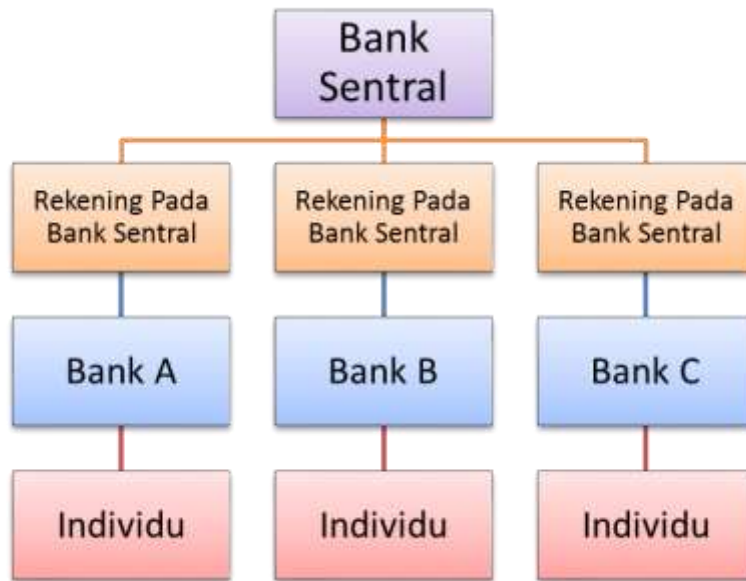 Bank
Sentral
Rekening Pada
Bank Sentral
Rekening Pada
Bank Sentral
Rekening Pada
Bank Sentral
Bank A
Bank B
Bank C
Individu
Individu
Individu